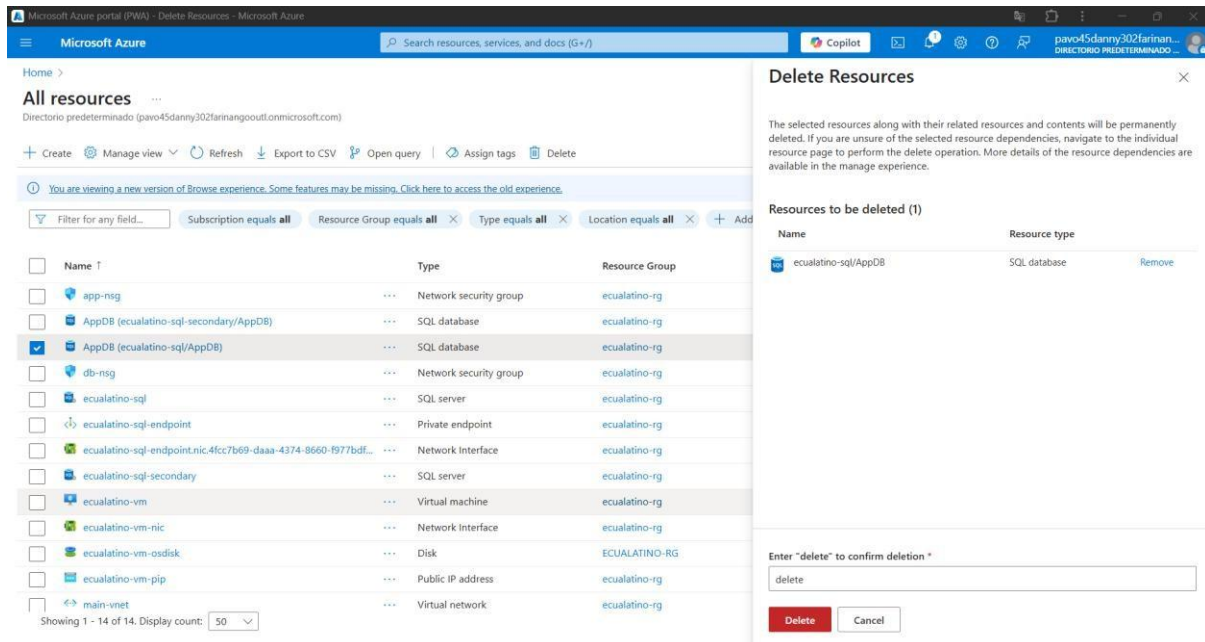 Microsoft Azure portal (PWA) - Delete Resources - Microsoft Azure
Microsoft Azure
Search resources, services, and docs (G+/)
Copilot
1
pavo45danny302farinan...
DIRECTORIO PREDETERMINADO ...
Home >
All resources ...
Directorio predeterminado (pavo45danny302farinangooutl.onmicrosoft.com)
+ Create Manage view Refresh Export to CSV Open query | Assign tags Delete
You are viewing a new version of Browse experience. Some features may be missing. Click here to access the old experience.
Filter for any field... Subscription equals all Resource Group equals all × Type equals all × Location equals all × + Add
Name ↑ Type Resource Group
app-nsg ... Network security group ecualatino-rg
AppDB (ecualatino-sql-secondary/AppDB) ... SQL database ecualatino-rg
AppDB (ecualatino-sql/AppDB) ... SQL database ecualatino-rg
db-nsg ... Network security group ecualatino-rg
ecualatino-sql ... SQL server ecualatino-rg
ecualatino-sql-endpoint ... Private endpoint ecualatino-rg
ecualatino-sql-endpoint.nic.4fcc7b69-daaa-4374-8660-f977bdf... ... Network Interface ecualatino-rg
ecualatino-sql-secondary ... SQL server ecualatino-rg
ecualatino-vm ... Virtual machine ecualatino-rg
ecualatino-vm-nic ... Network Interface ecualatino-rg
ecualatino-vm-osdisk ... Disk ECUALATINO-RG
ecualatino-vm-pip ... Public IP address ecualatino-rg
main-vnet ... Virtual network ecualatino-rg
Showing 1 - 14 of 14. Display count: 50
Delete Resources ×
The selected resources along with their related resources and contents will be permanently
deleted. If you are unsure of the selected resource dependencies, navigate to the individual
resource page to perform the delete operation. More details of the resource dependencies are
available in the manage experience.
Resources to be deleted (1)
Name Resource type
SQL ecualatino-sql/AppDB SQL database Remove
Enter "delete" to confirm deletion *
delete
Delete Cancel